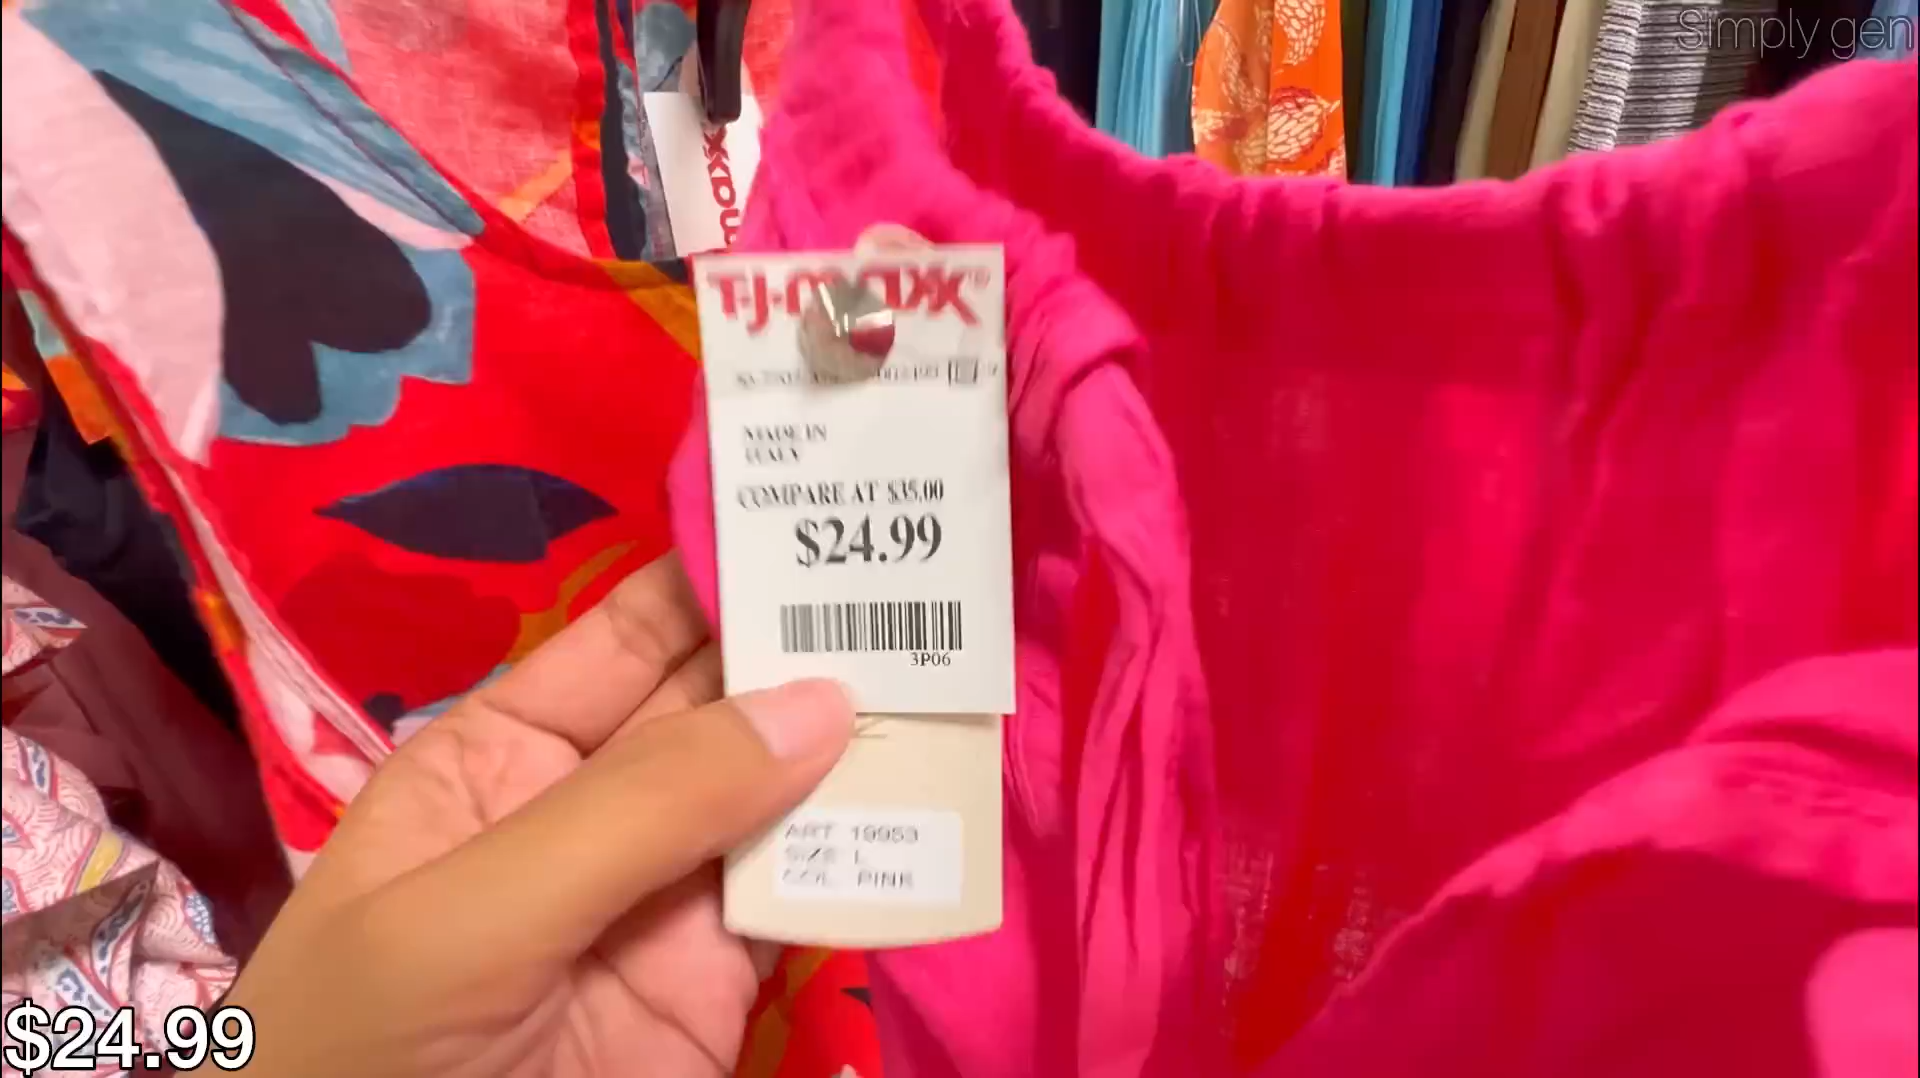 Simply gen
maxx
T·J·maxx
MADE IN
ITALY
COMPARE AT $35.00
$24.99
3P06
ART 19953
SIZE L
COL. PINK
$24.99